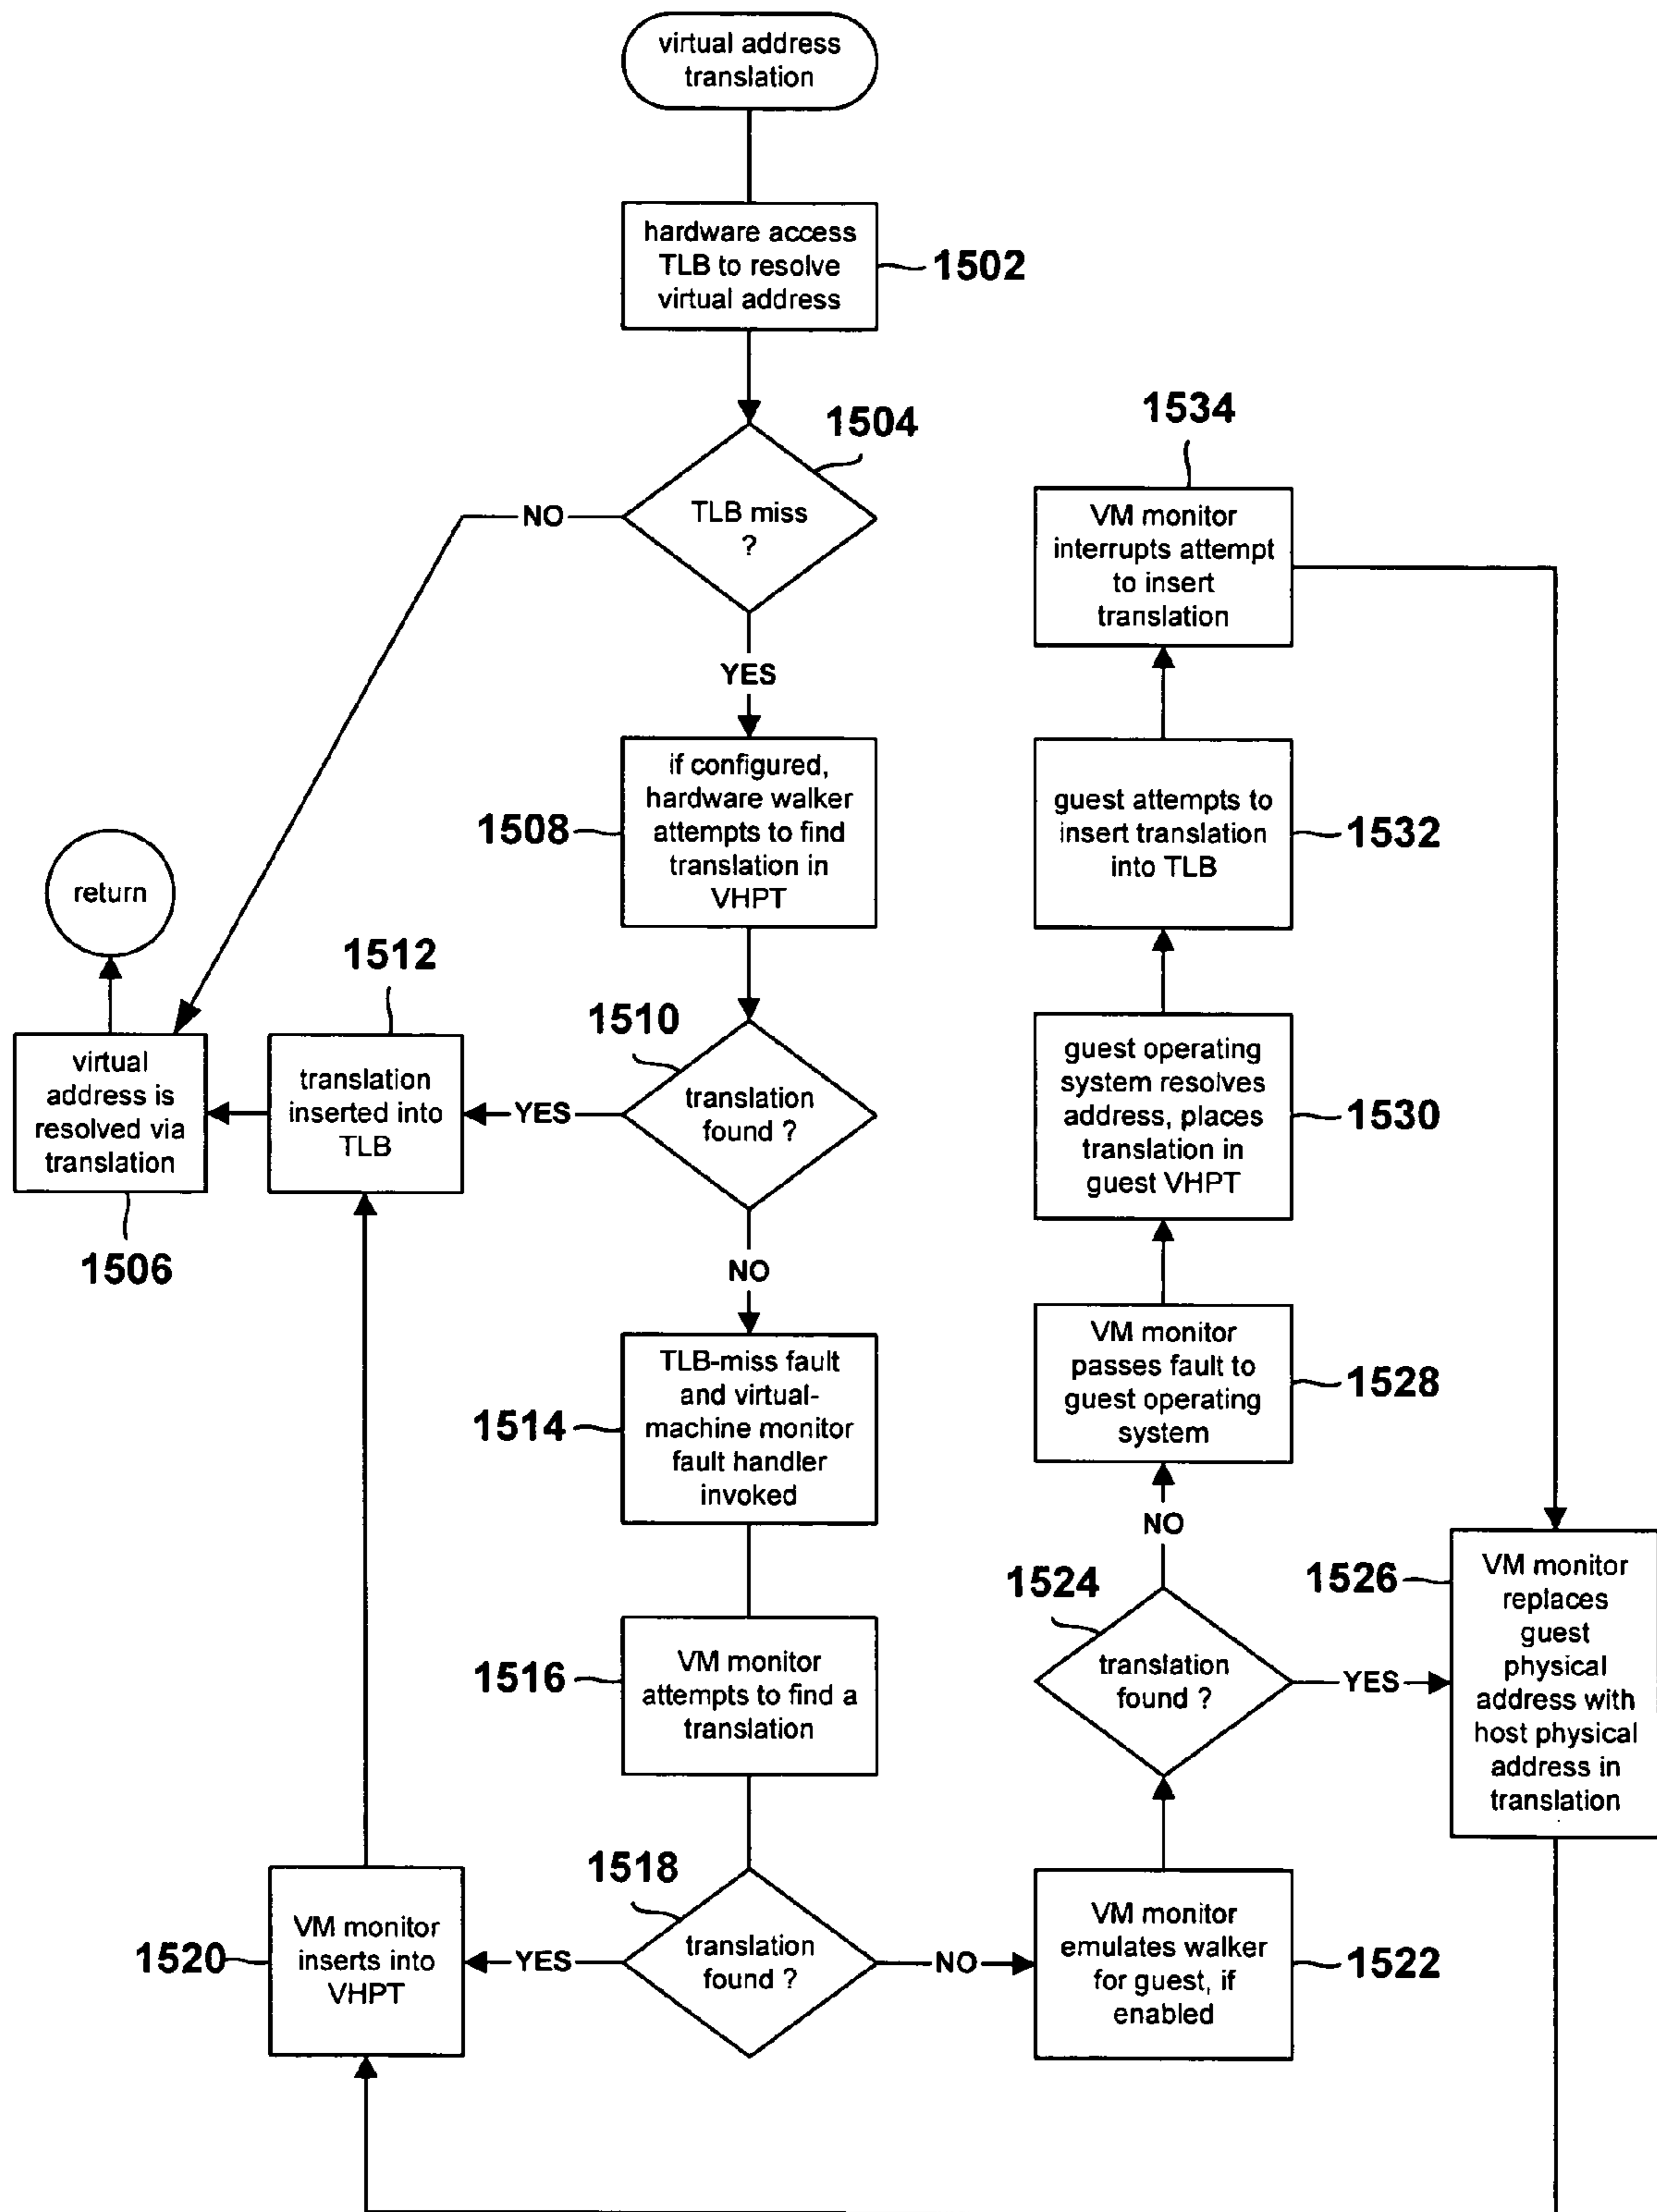 virtual address
translation
hardware access
TLB to resolve
virtual address
1502
1504
TLB miss
?
NO
YES
if configured,
hardware walker
attempts to find
translation in
VHPT
1508
1510
translation
found ?
YES
1512
translation
inserted into
TLB
virtual
address is
resolved via
translation
1506
return
NO
TLB-miss fault
and virtual-
machine monitor
fault handler
invoked
1514
VM monitor
attempts to find a
translation
1516
1518
translation
found ?
YES
VM monitor
inserts into
VHPT
1520
NO
VM monitor
emulates walker
for guest, if
enabled
1522
1524
translation
found ?
YES
1526
VM monitor
replaces
guest
physical
address with
host physical
address in
translation
NO
VM monitor
passes fault to
guest operating
system
1528
guest operating
system resolves
address, places
translation in
guest VHPT
1530
guest attempts to
insert translation
into TLB
1532
1534
VM monitor
interrupts attempt
to insert
translation